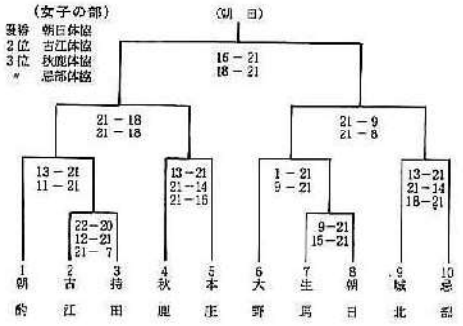 (女子の部)
優勝 朝日体協
2位 古江体協
3位 秋鹿体協
〃 忌部体協
(朝日)
16-21
18-21
21-18
21-18
21-9
21-8
13-21
11-21
13-21
21-14
21-15
1-21
9-21
13-21
21-14
18-21
22-20
12-21
21-7
9-21
15-21
1 朝酌
2 古江
3 持田
4 秋鹿
5 本庄
6 大野
7 生馬
8 朝日
9 城北
10 忌部